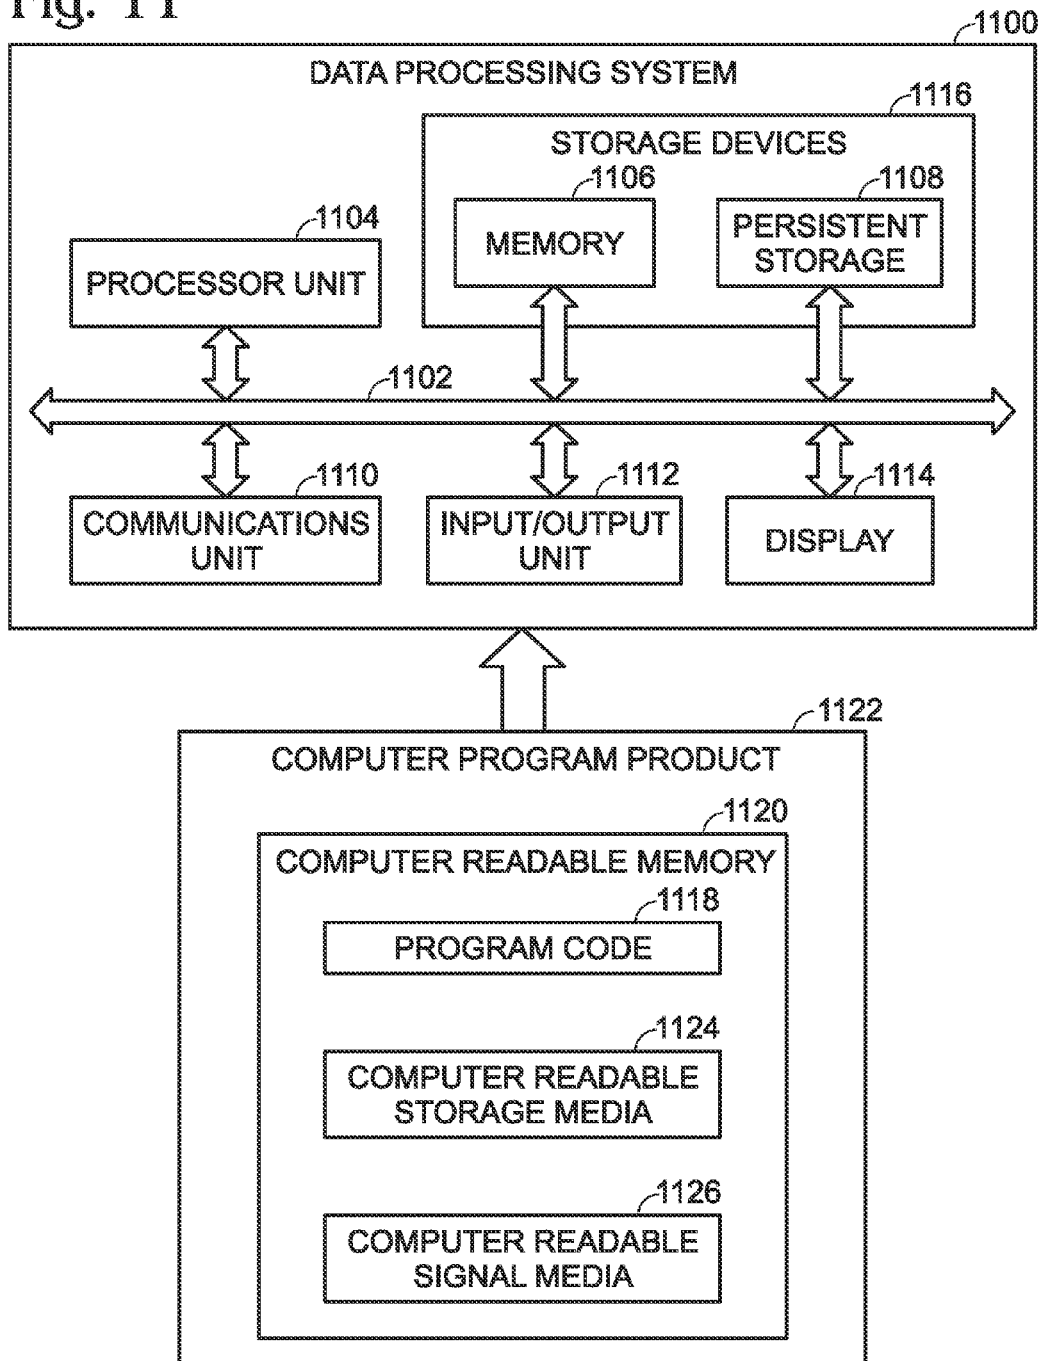 Fig. 11
1100
DATA PROCESSING SYSTEM
1116
STORAGE DEVICES
1106
1108
1104
MEMORY
PERSISTENT
STORAGE
PROCESSOR UNIT
1102
1110
1112
1114
COMMUNICATIONS
UNIT
INPUT/OUTPUT
UNIT
DISPLAY
1122
COMPUTER PROGRAM PRODUCT
1120
COMPUTER READABLE MEMORY
1118
PROGRAM CODE
1124
COMPUTER READABLE
STORAGE MEDIA
1126
COMPUTER READABLE
SIGNAL MEDIA